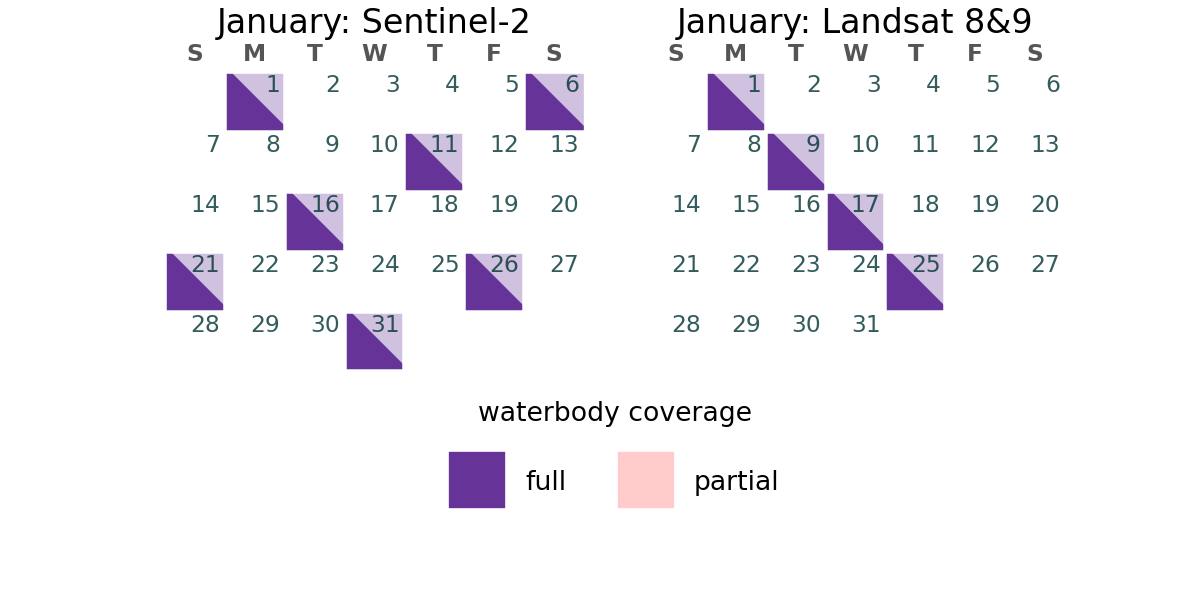 January: Sentinel-2
S M T W T F S
1 2 3 4 5 6
7 8 9 10 11 12 13
14 15 16 17 18 19 20
21 22 23 24 25 26 27
28 29 30 31
January: Landsat 8&9
S M T W T F S
1 2 3 4 5 6
7 8 9 10 11 12 13
14 15 16 17 18 19 20
21 22 23 24 25 26 27
28 29 30 31
waterbody coverage
full partial